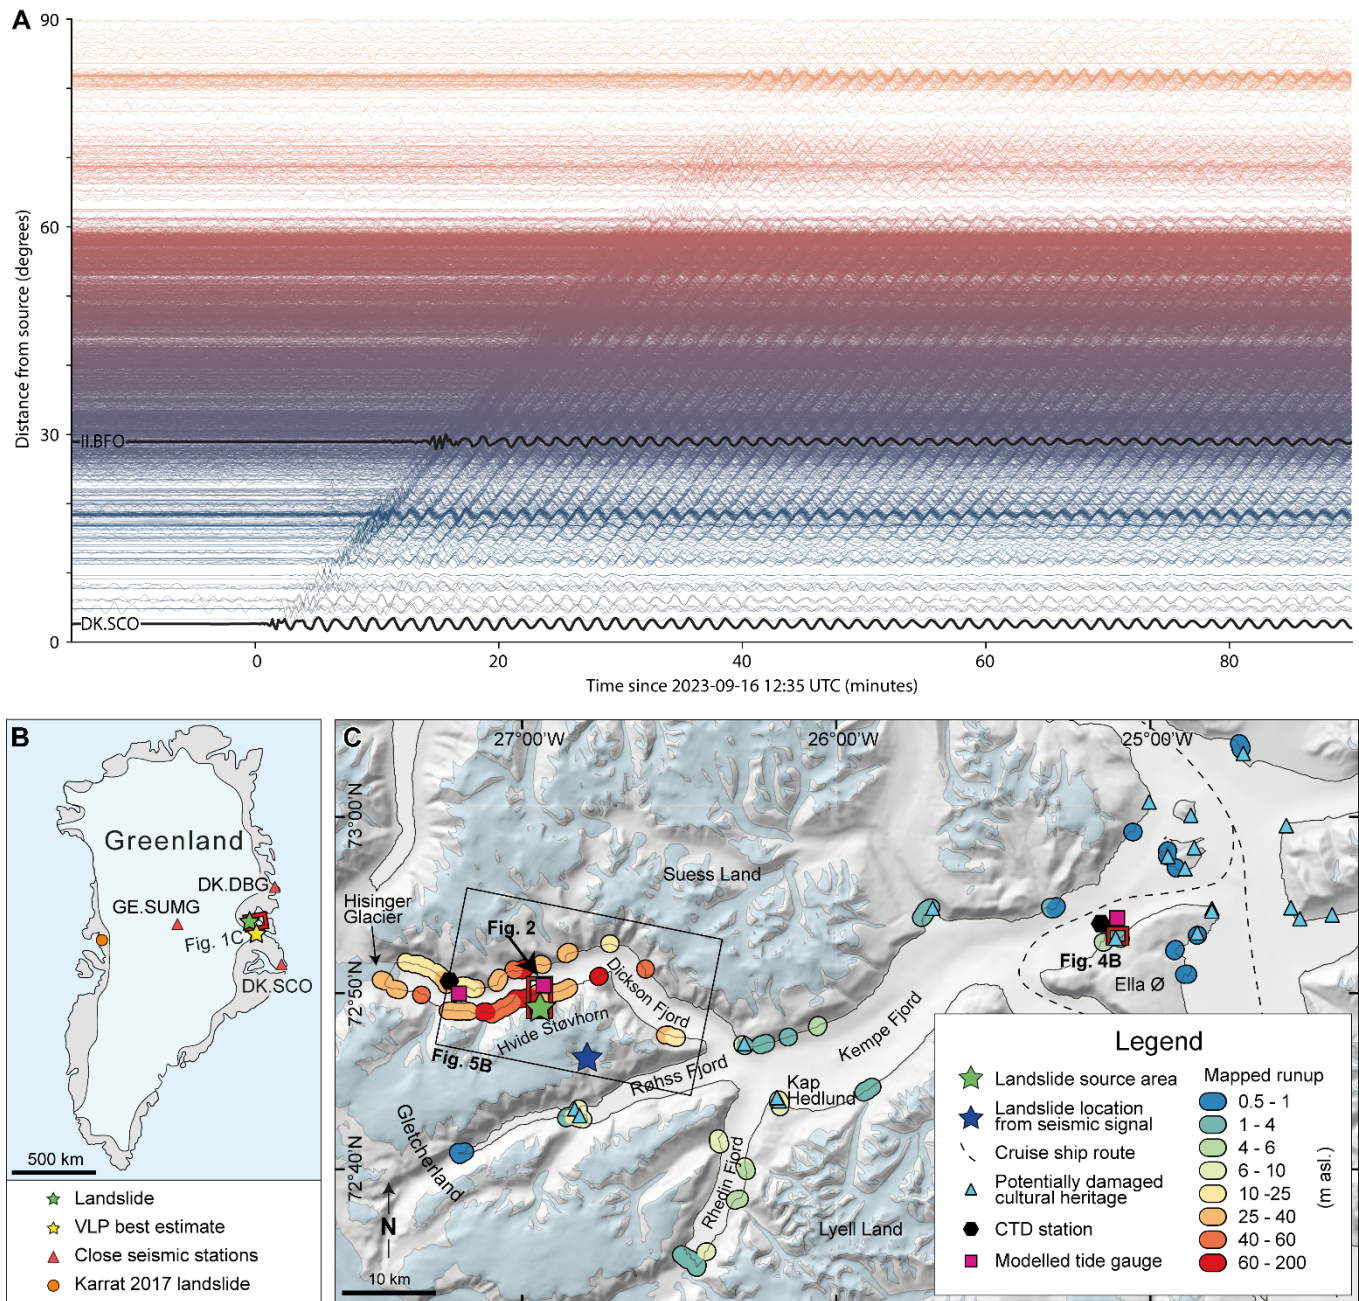 A
90
60
30
0
Distance from source (degrees)
II.BFO
DK.SCO
0
20
40
60
80
Time since 2023-09-16 12:35 UTC (minutes)
B
Greenland
DK.DBG
GE.SUMG
Fig. 1C
DK.SCO
500 km
Landslide
VLP best estimate
Close seismic stations
Karrat 2017 landslide
C
27°00'W
26°00'W
25°00'W
73°00'N
72°50'N
72°40'N
Suess Land
Hisinger
Glacier
Fig. 2
Dickson Fjord
Hvide Støvhorn
Fig. 5B
Røhss Fjord
Kempe Fjord
Kap
Hedlund
Gletcherland
Rhedin Fjord
Lyell Land
Fig. 4B
Ella Ø
N
10 km
Legend
Landslide source area
Landslide location
from seismic signal
Cruise ship route
Potentially damaged
cultural heritage
CTD station
Modelled tide gauge
Mapped runup
0.5 - 1
1 - 4
4 - 6
6 - 10
10 -25
25 - 40
40 - 60
60 - 200
(m asl.)